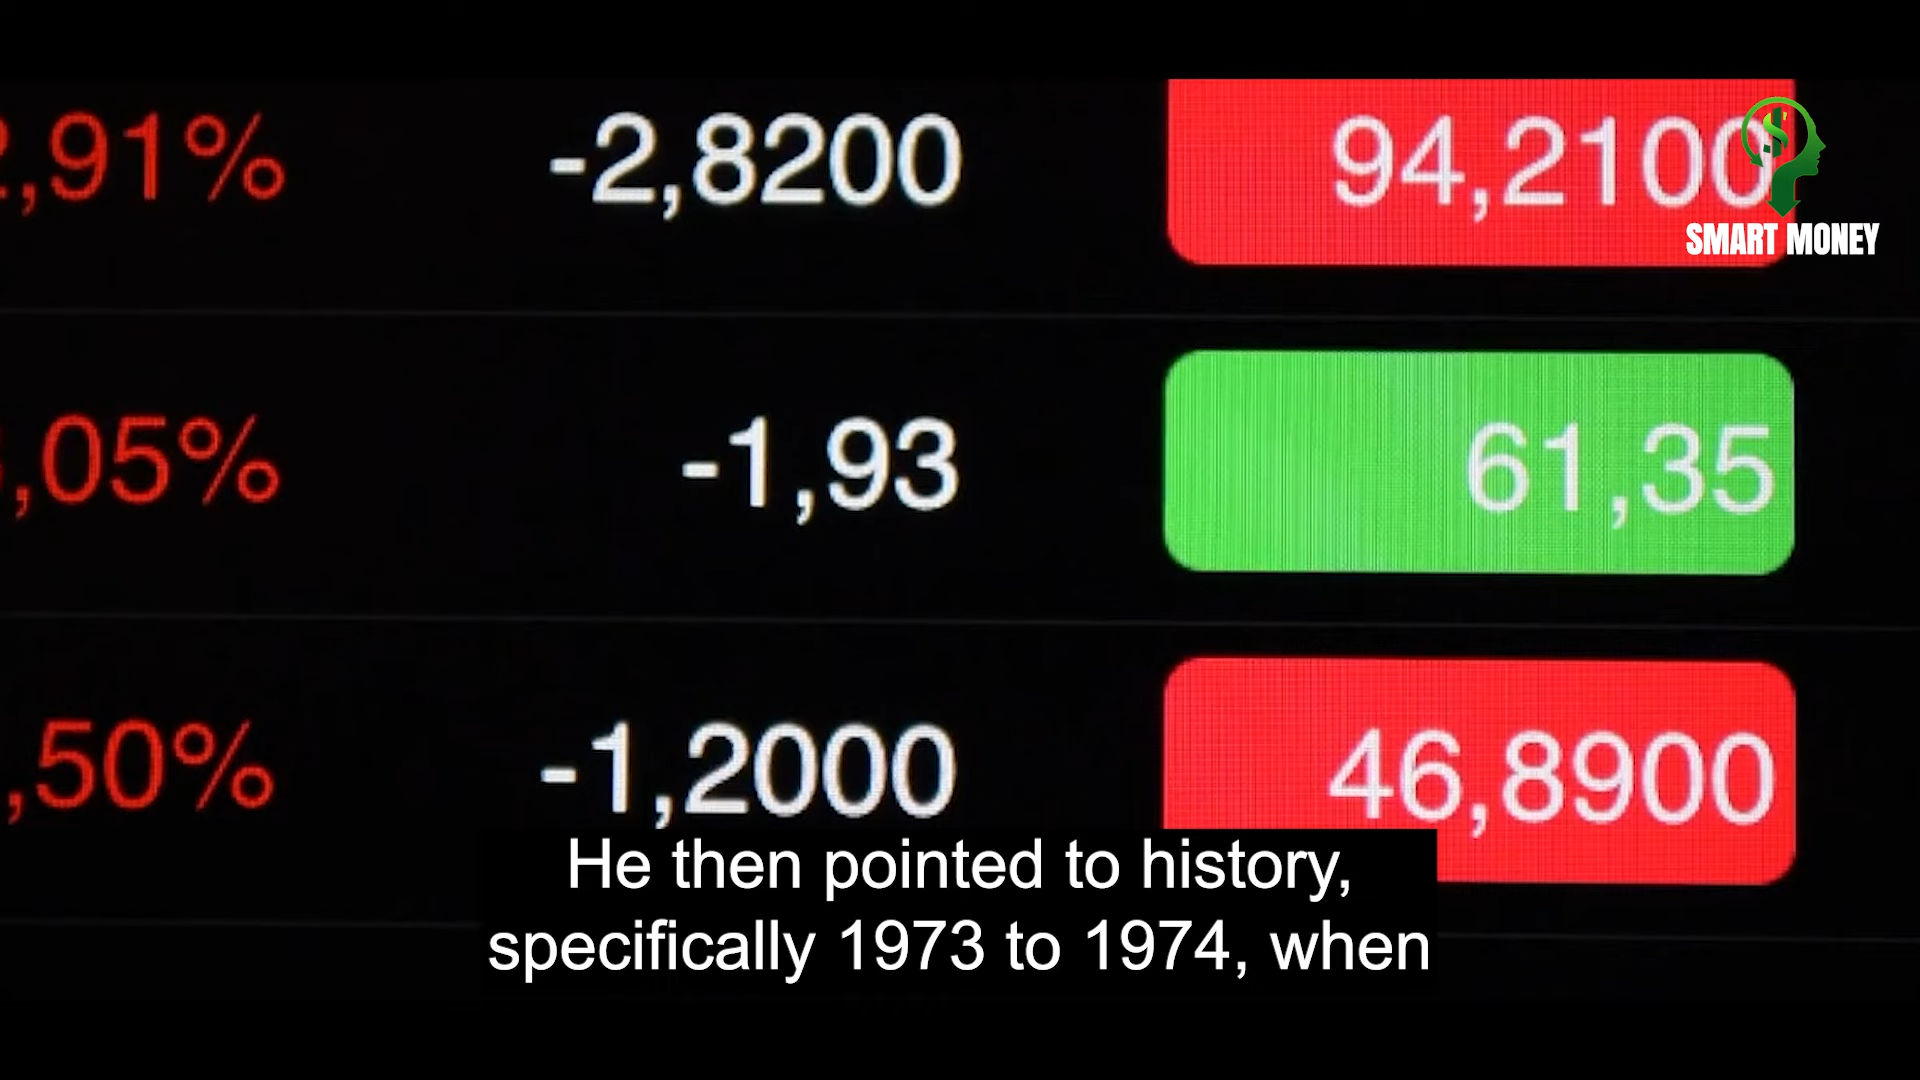 ,91% -2,8200 94,2100
SMART MONEY
,05% -1,93 61,35
,50% -1,2000 46,8900
He then pointed to history,
specifically 1973 to 1974, when